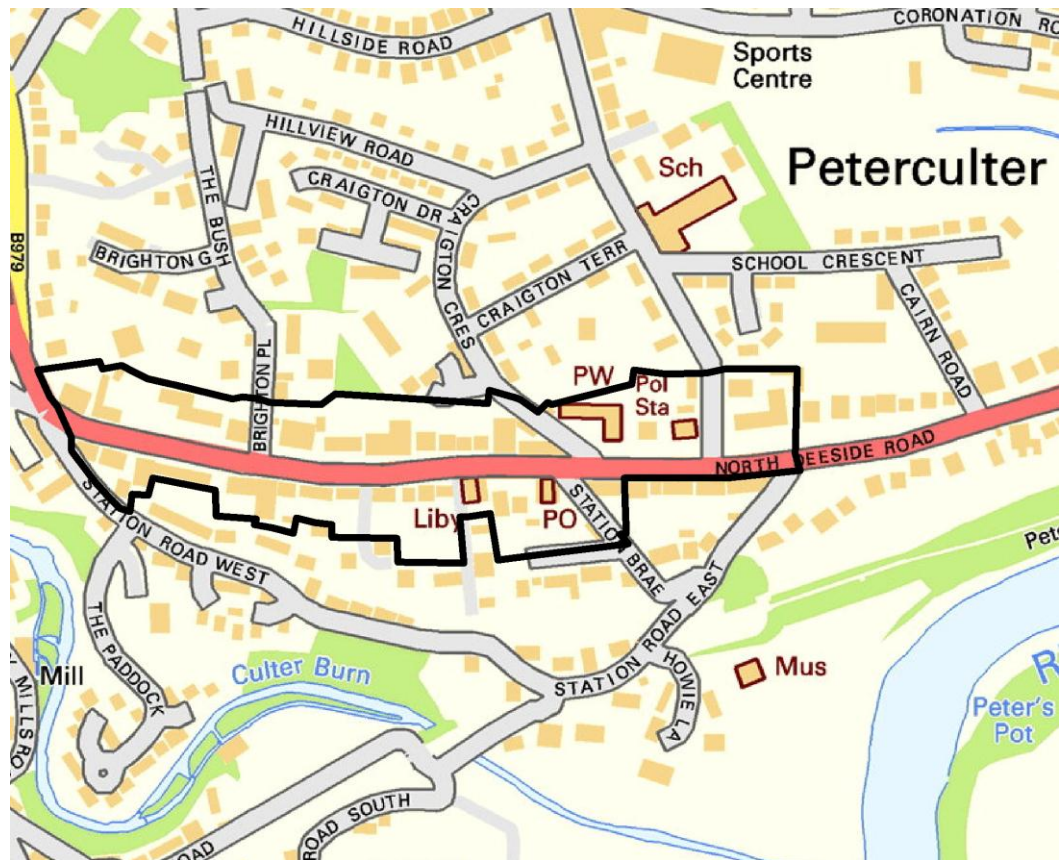 HILLSIDE ROAD
CORONATION
Sports
Centre
HILLVIEW ROAD
Peterculter
Sch
THE BUSH
CRAIGTON DR
CRAIGTON CRES
B979
BRIGHTON G
CRAIGTON TERR
SCHOOL CRESCENT
CAIRN ROAD
BRIGHTON PL
PW
Pol
Sta
NORTH DEESIDE ROAD
Liby
PO
STATION ROAD WEST
STATION BRAE
Pete
THE PADDOCK
STATION ROAD EAST
HOWIE LA
Mus
Mill
Culter Burn
MILLS RO
Peter's
Pot
ROAD SOUTH
ROAD